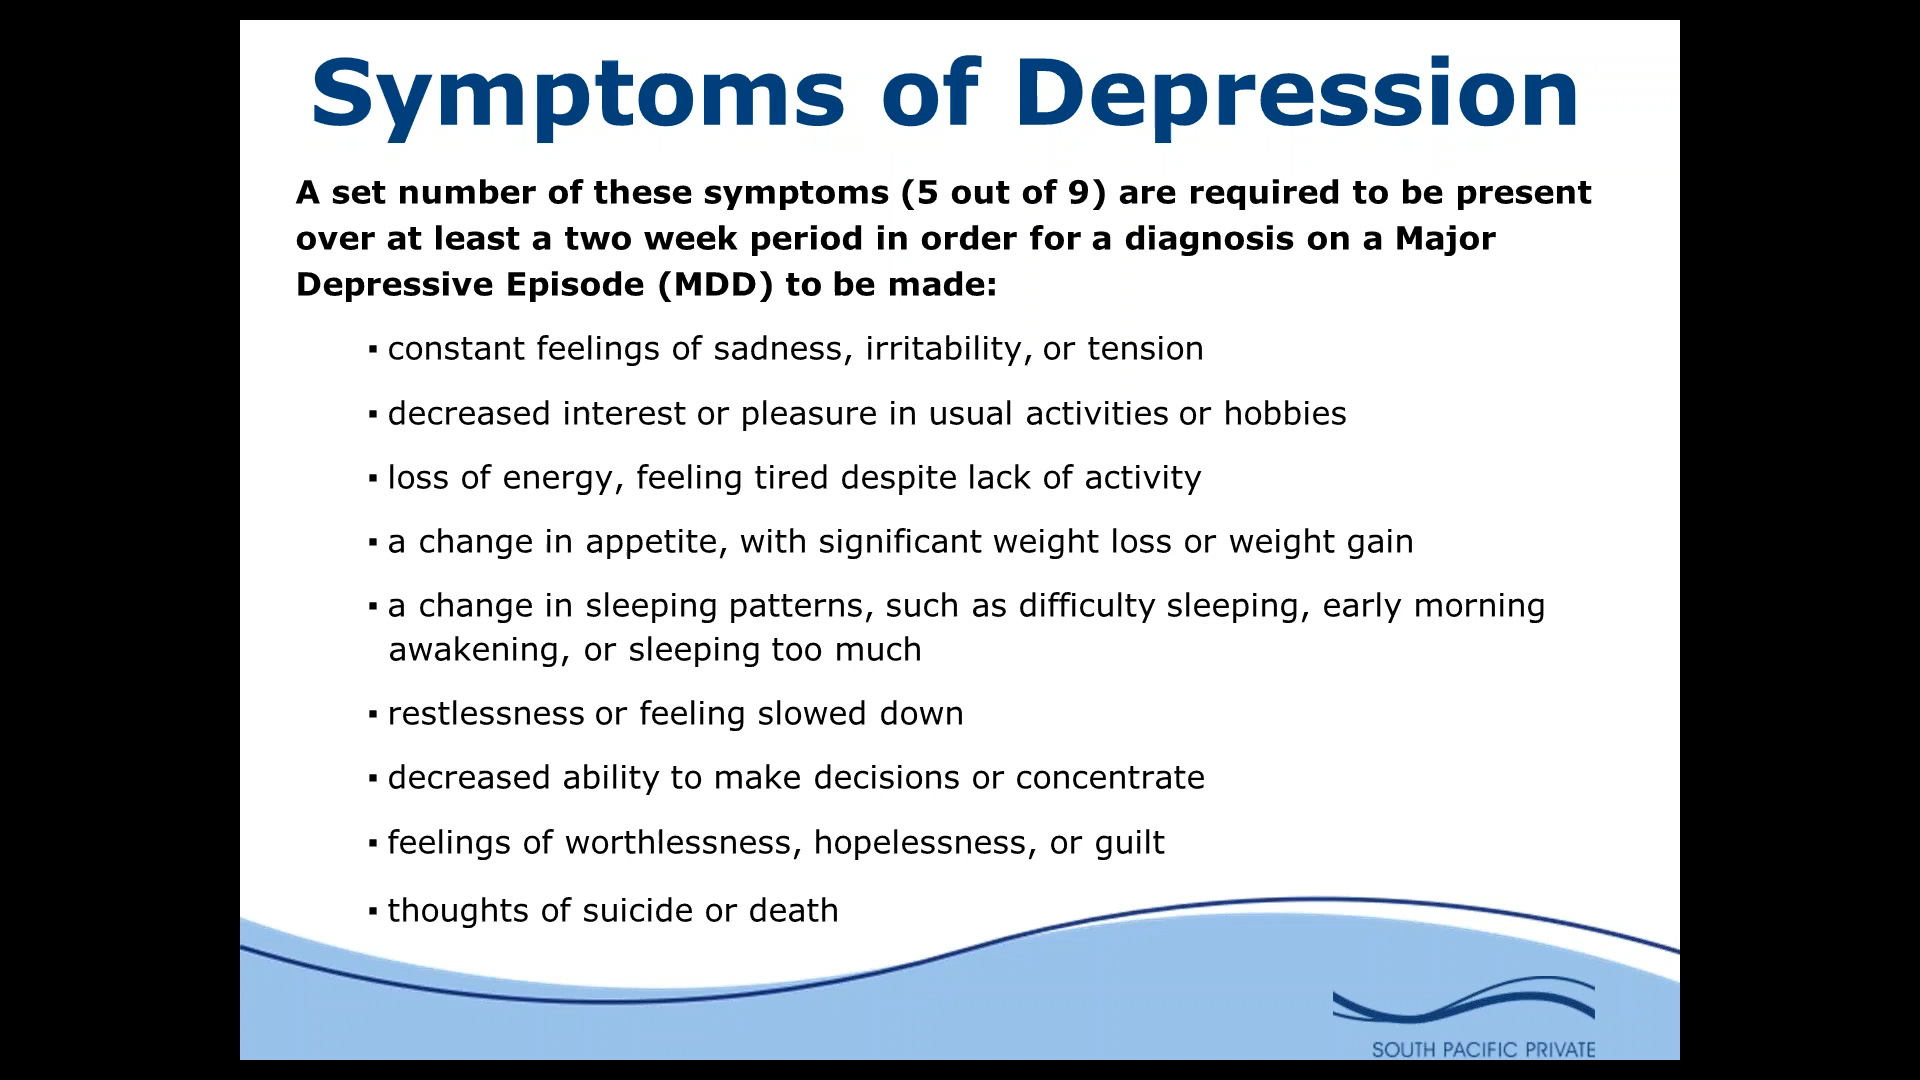 Symptoms of Depression
A set number of these symptoms (5 out of 9) are required to be present
over at least a two week period in order for a diagnosis on a Major
Depressive Episode (MDD) to be made:
▪ constant feelings of sadness, irritability, or tension
▪ decreased interest or pleasure in usual activities or hobbies
▪ loss of energy, feeling tired despite lack of activity
▪ a change in appetite, with significant weight loss or weight gain
▪ a change in sleeping patterns, such as difficulty sleeping, early morning
awakening, or sleeping too much
▪ restlessness or feeling slowed down
▪ decreased ability to make decisions or concentrate
▪ feelings of worthlessness, hopelessness, or guilt
▪ thoughts of suicide or death
SOUTH PACIFIC PRIVATE